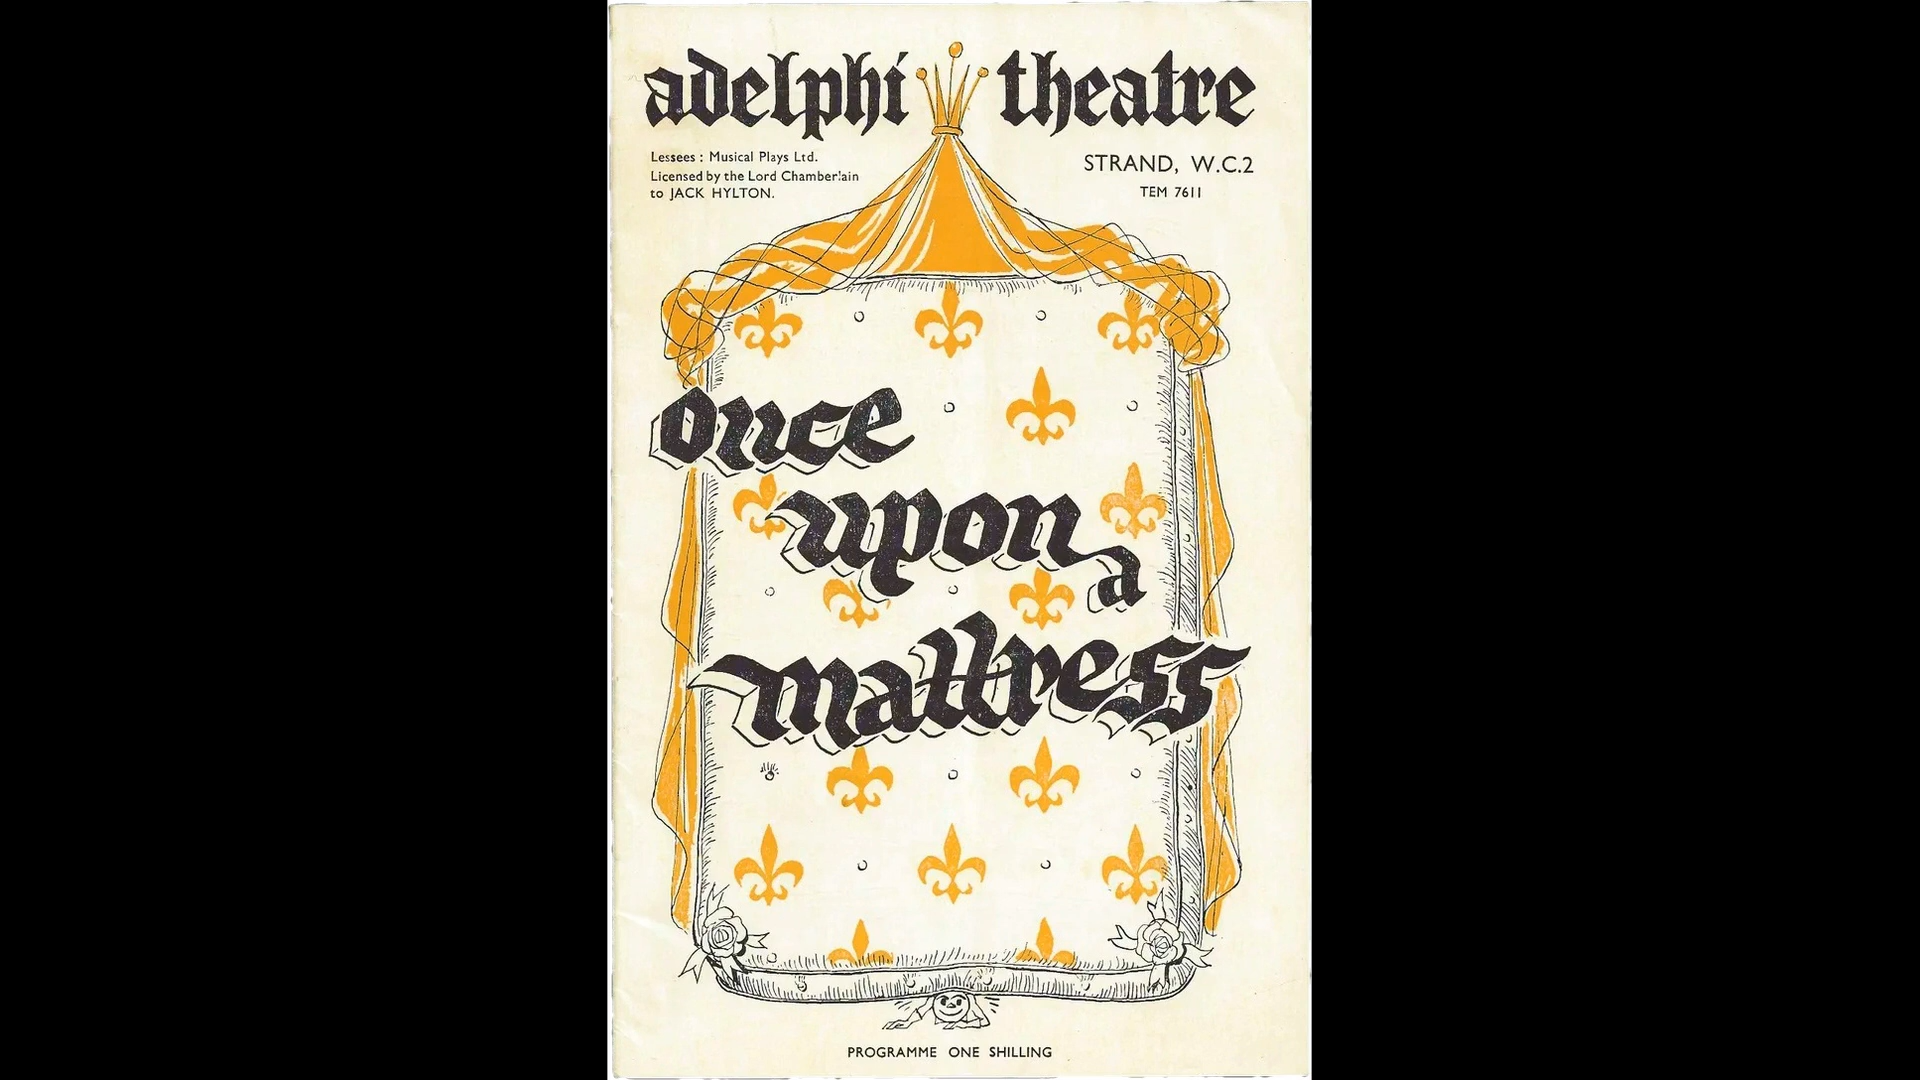 adelphi theatre
Lessees : Musical Plays Ltd.
Licensed by the Lord Chamberlain
to JACK HYLTON.
STRAND, W.C.2
TEM 7611
once
upon
a
mattress
PROGRAMME ONE SHILLING